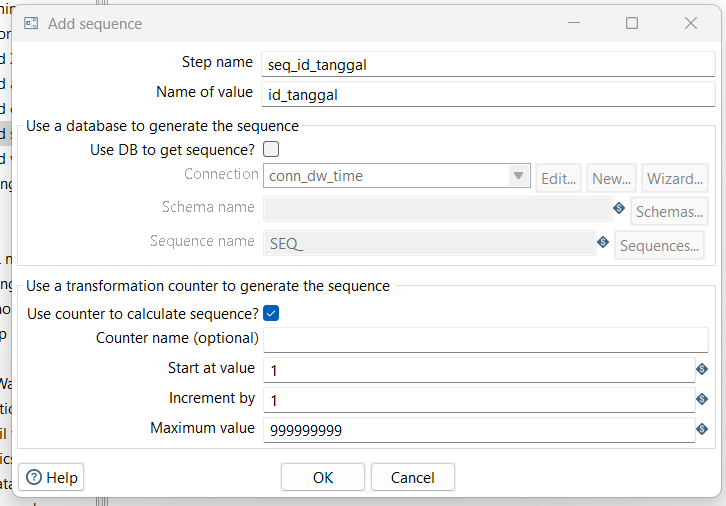 Add sequence
Step name seq_id_tanggal
Name of value id_tanggal
Use a database to generate the sequence
Use DB to get sequence?
Connection conn_dw_time Edit... New... Wizard...
Schema name Schemas...
Sequence name SEQ_ Sequences...
Use a transformation counter to generate the sequence
Use counter to calculate sequence?
Counter name (optional)
Start at value 1
Increment by 1
Maximum value 999999999
Help OK Cancel